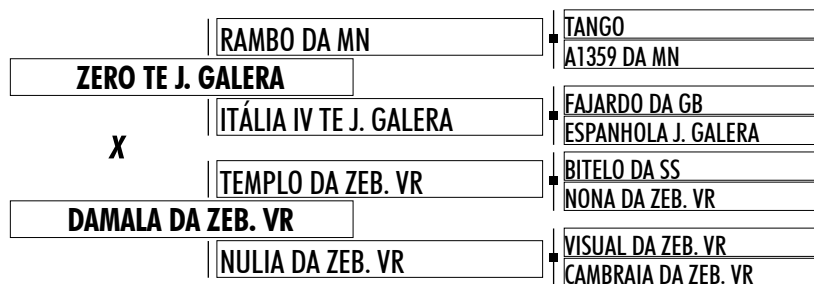 RAMBO DA MN
TANGO
A1359 DA MN
ZERO TE J. GALERA
ITÁLIA IV TE J. GALERA
FAJARDO DA GB
ESPANHOLA J. GALERA
X
TEMPLO DA ZEB. VR
BITELO DA SS
NONA DA ZEB. VR
DAMALA DA ZEB. VR
NULIA DA ZEB. VR
VISUAL DA ZEB. VR
CAMBRAIA DA ZEB. VR